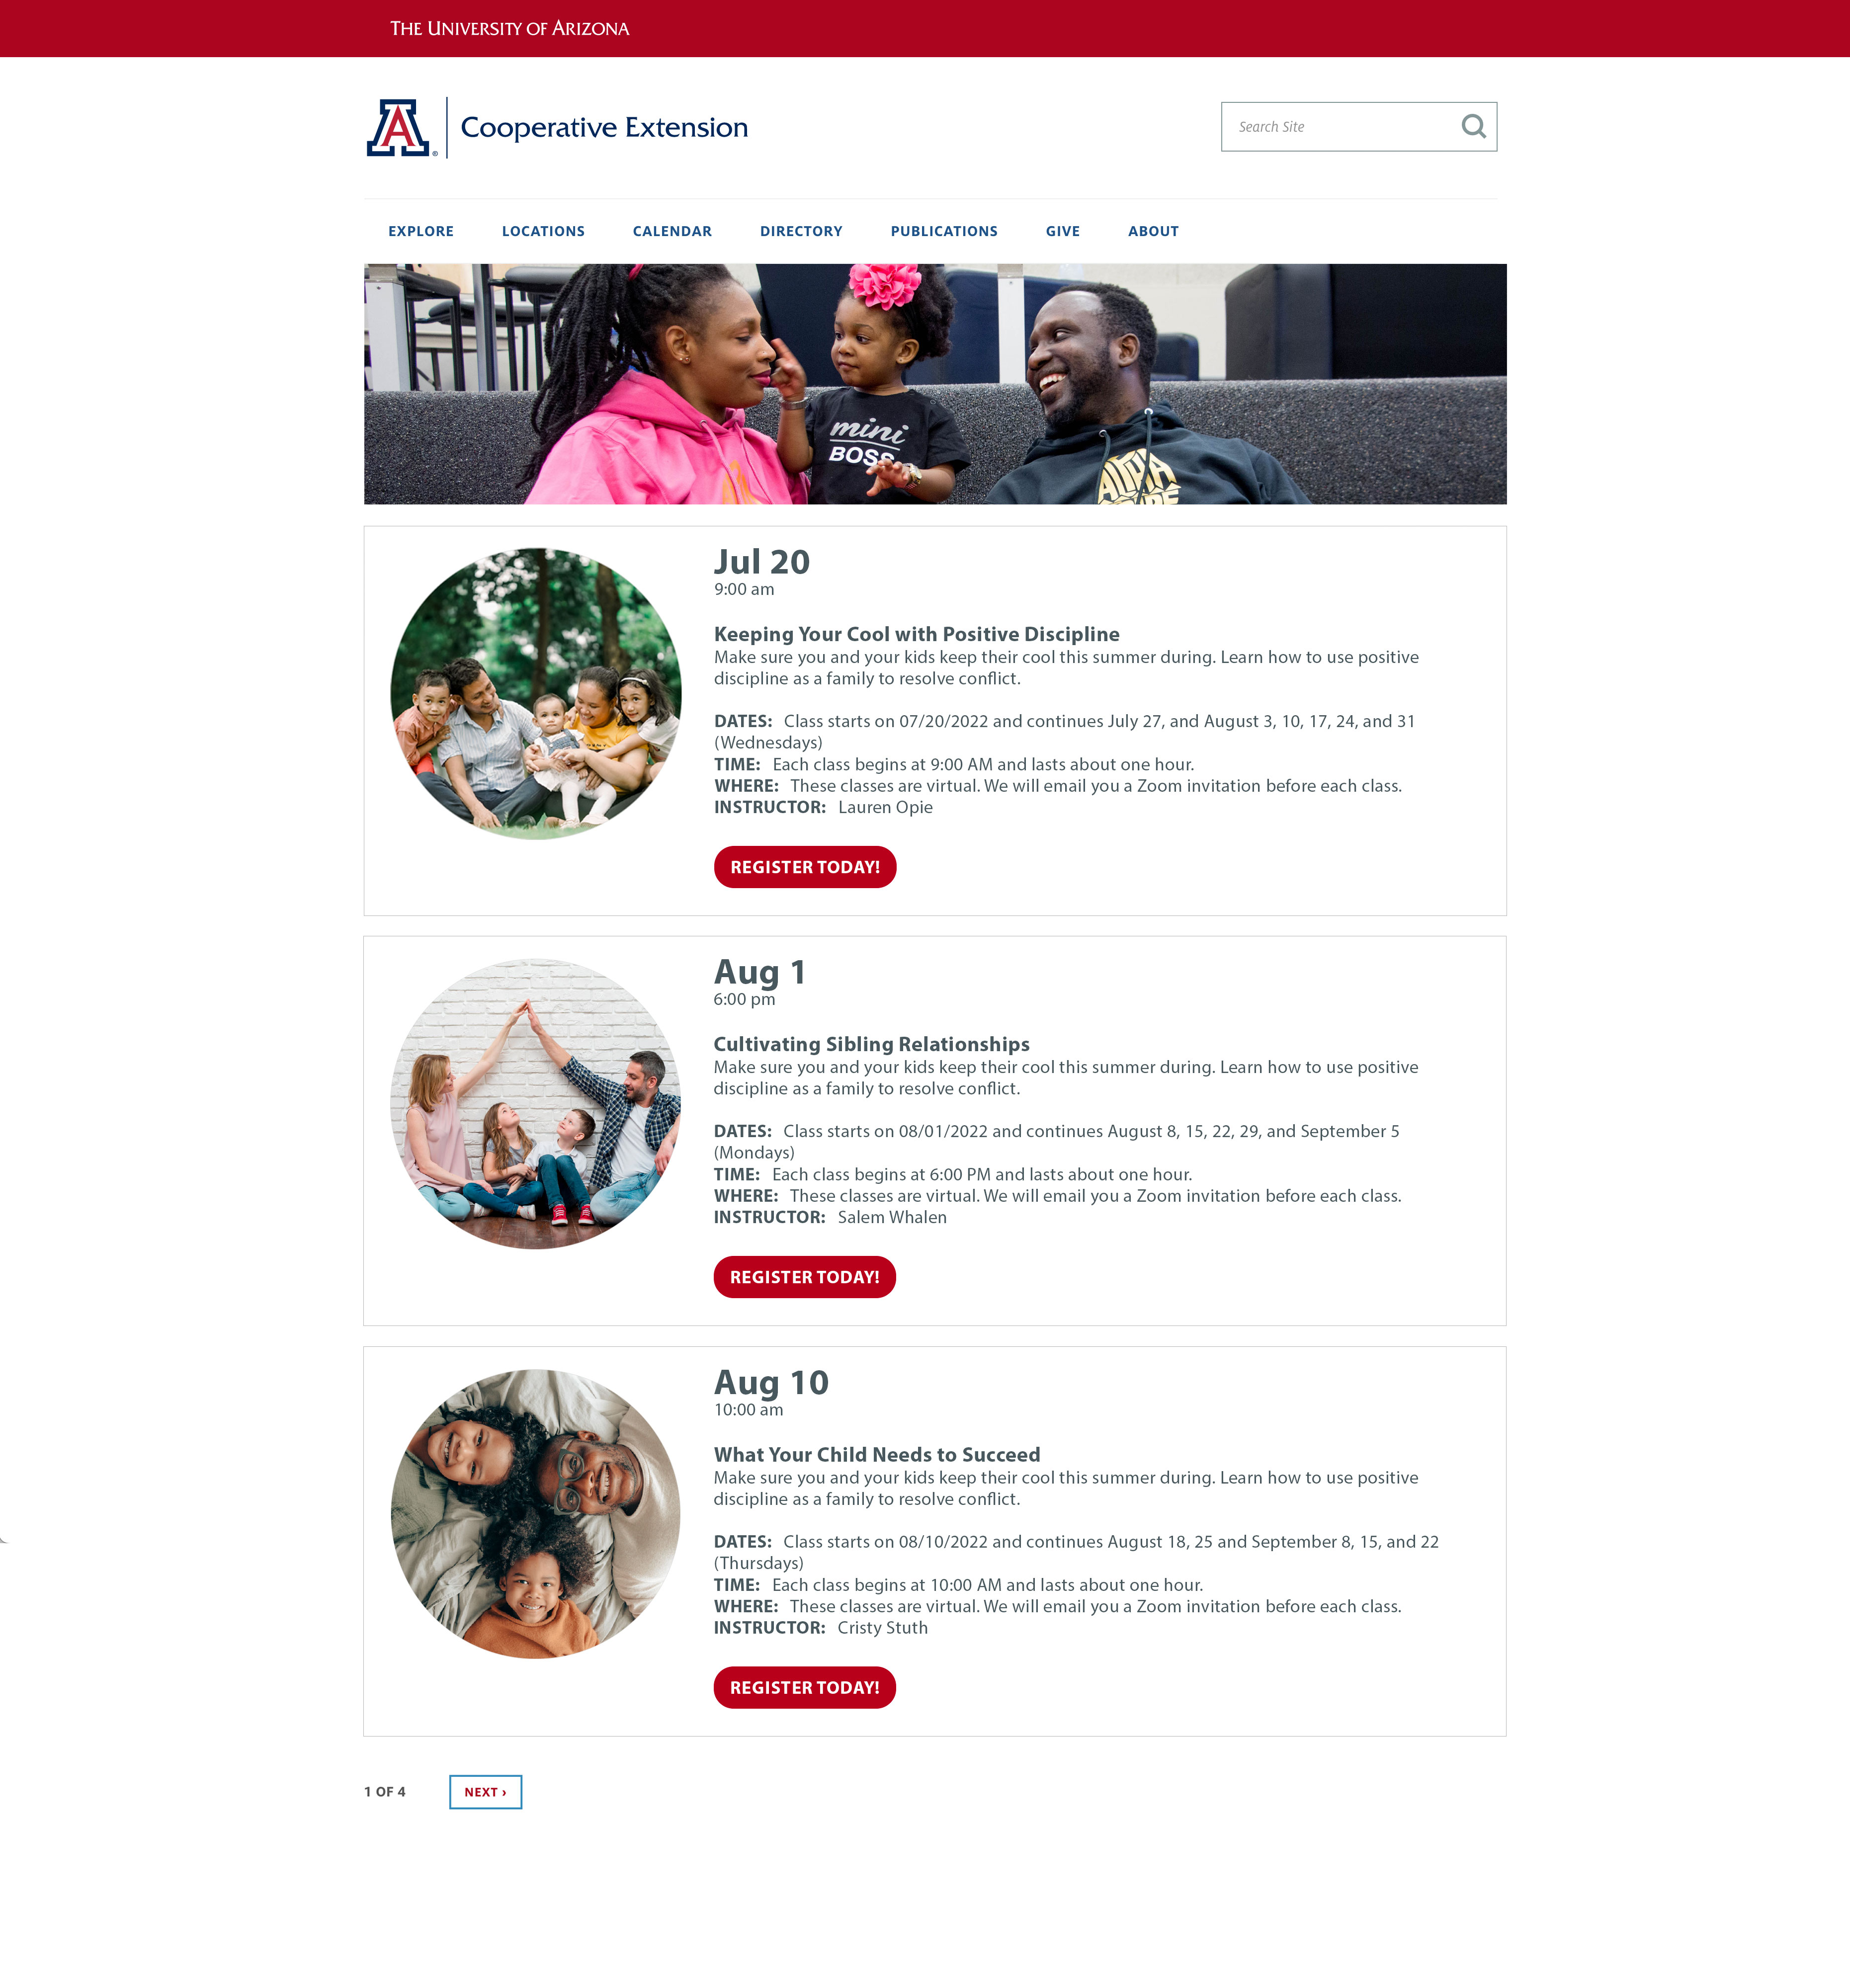 THE UNIVERSITY OF ARIZONA
A ® Cooperative Extension
Search Site
EXPLORE LOCATIONS CALENDAR DIRECTORY PUBLICATIONS GIVE ABOUT
mini
BOSS
Jul 20
9:00 am
Keeping Your Cool with Positive Discipline
Make sure you and your kids keep their cool this summer during. Learn how to use positive
discipline as a family to resolve conflict.
DATES: Class starts on 07/20/2022 and continues July 27, and August 3, 10, 17, 24, and 31
(Wednesdays)
TIME: Each class begins at 9:00 AM and lasts about one hour.
WHERE: These classes are virtual. We will email you a Zoom invitation before each class.
INSTRUCTOR: Lauren Opie
REGISTER TODAY!
Aug 1
6:00 pm
Cultivating Sibling Relationships
Make sure you and your kids keep their cool this summer during. Learn how to use positive
discipline as a family to resolve conflict.
DATES: Class starts on 08/01/2022 and continues August 8, 15, 22, 29, and September 5
(Mondays)
TIME: Each class begins at 6:00 PM and lasts about one hour.
WHERE: These classes are virtual. We will email you a Zoom invitation before each class.
INSTRUCTOR: Salem Whalen
REGISTER TODAY!
Aug 10
10:00 am
What Your Child Needs to Succeed
Make sure you and your kids keep their cool this summer during. Learn how to use positive
discipline as a family to resolve conflict.
DATES: Class starts on 08/10/2022 and continues August 18, 25 and September 8, 15, and 22
(Thursdays)
TIME: Each class begins at 10:00 AM and lasts about one hour.
WHERE: These classes are virtual. We will email you a Zoom invitation before each class.
INSTRUCTOR: Cristy Stuth
REGISTER TODAY!
1 OF 4 NEXT ›